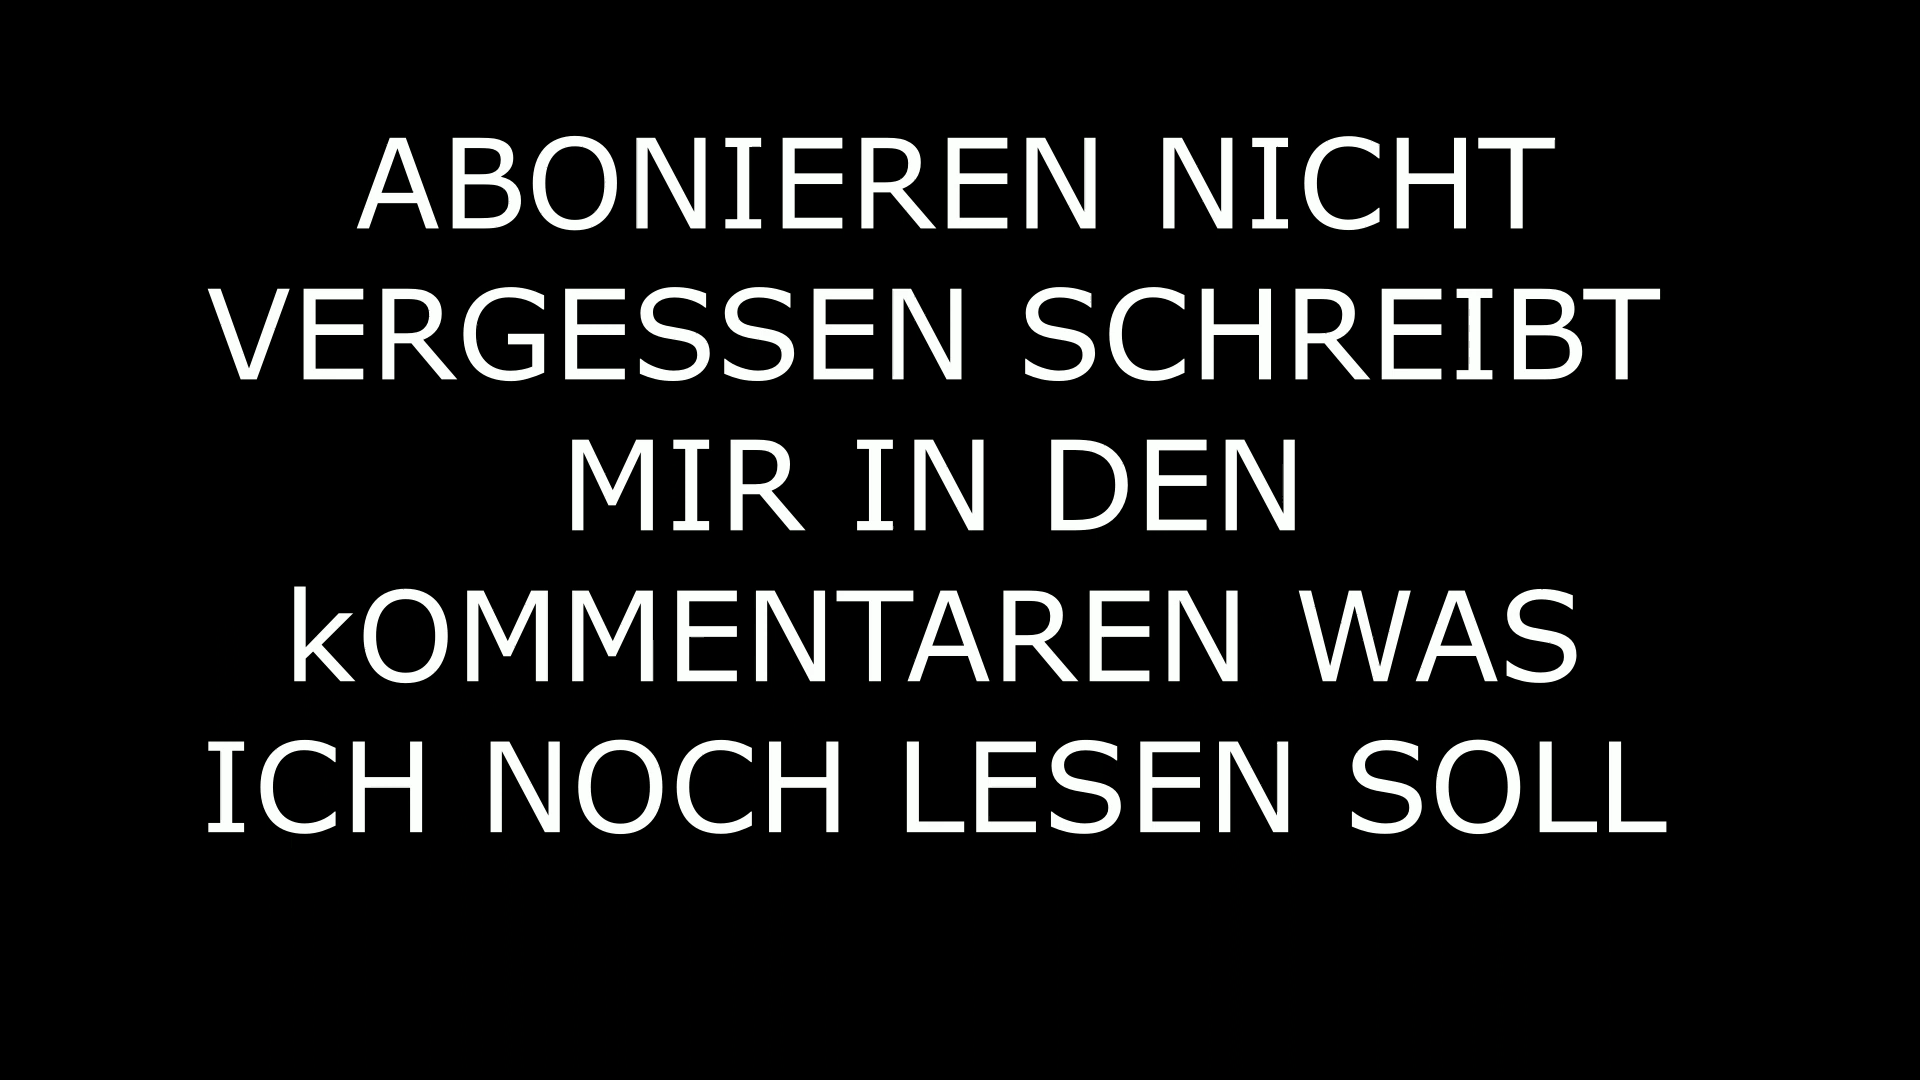 ABONIEREN NICHT
VERGESSEN SCHREIBT
MIR IN DEN
kOMMENTAREN WAS
ICH NOCH LESEN SOLL